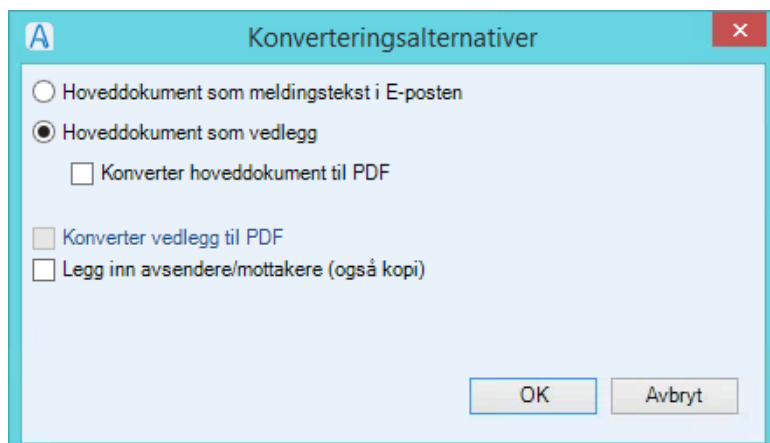 Konverteringsalternativer
Hoveddokument som meldingstekst i E-posten
Hoveddokument som vedlegg
Konverter hoveddokument til PDF
Konverter vedlegg til PDF
Legg inn avsendere/mottakere (også kopi)
OK Avbryt